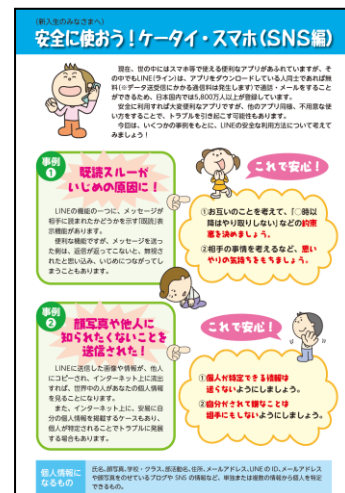 (新入生のみなさまへ)
安全に使おう！ケータイ・スマホ(SNS編)
現在、世の中にはスマホ等で使える便利なアプリがあふれていますが、そ
の中でもLINE(ライン)は、アプリをダウンロードしている人同士であれば無
料(※データ送受信にかかる通信料は発生します)で通話・メールをすること
ができるため、日本国内では5,800万人以上が登録しています。
安全に利用すれば大変便利なアプリですが、他のアプリ同様、不用意な使
い方をすることで、トラブルを引き起こす可能性もあります。
今回は、いくつかの事例をもとに、LINEの安全な利用方法について考えて
みましょう！
事例
1
既読スルーが
いじめの原因に！
LINEの機能の一つに、メッセージが
相手に読まれたかどうかを示す「既読」表
示機能があります。
便利な機能ですが、メッセージを送っ
た側は、返信が返ってこないと、無視さ
れたと思い込み、いじめにつながってし
まうこともあります。
これで安心！
①お互いのことを考えて、「○時以
降はやり取りしない」などの約束
事を決めましょう。
②相手の事情を考えるなど、思い
やりの気持ちをもちましょう。
事例
2
顔写真や他人に
知られたくないことを
送信された！
LINEに送信した画像や情報が、他人
にコピーされ、インターネット上に流出
すれば、世界中の人があなたの個人情報
を見ることになります。
また、インターネット上に、安易に自
分の個人情報を掲載するケースもあり、
個人が特定されることでトラブルに発展
する場合もあります。
これで安心！
①個人が特定できる情報は
送らないようにしましょう。
②自分がされて嫌なことは
相手にもしないようにしましょう。
個人情報に
なるもの
氏名、顔写真、学校・クラス、部活動名、住所、メールアドレス、LINEのID、メールアドレス
や顔写真をのせているブログや SNS の情報など、単独または複数の情報から個人を特定
できるもの。